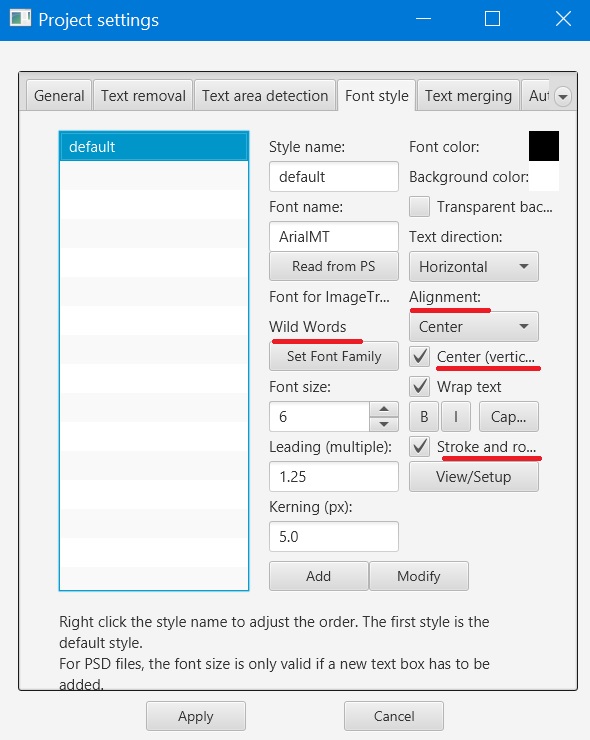 Project settings
General
Text removal
Text area detection
Font style
Text merging
Au
default
Style name:
default
Font name:
ArialMT
Read from PS
Font for ImageTr...
Wild Words
Set Font Family
Font size:
6
Leading (multiple):
1.25
Kerning (px):
5.0
Add
Modify
Font color:
Background color:
Transparent bac...
Text direction:
Horizontal
Alignment:
Center
Center (vertic...
Wrap text
B
I
Cap...
Stroke and ro...
View/Setup
Right click the style name to adjust the order. The first style is the
default style.
For PSD files, the font size is only valid if a new text box has to be
added.
Apply
Cancel